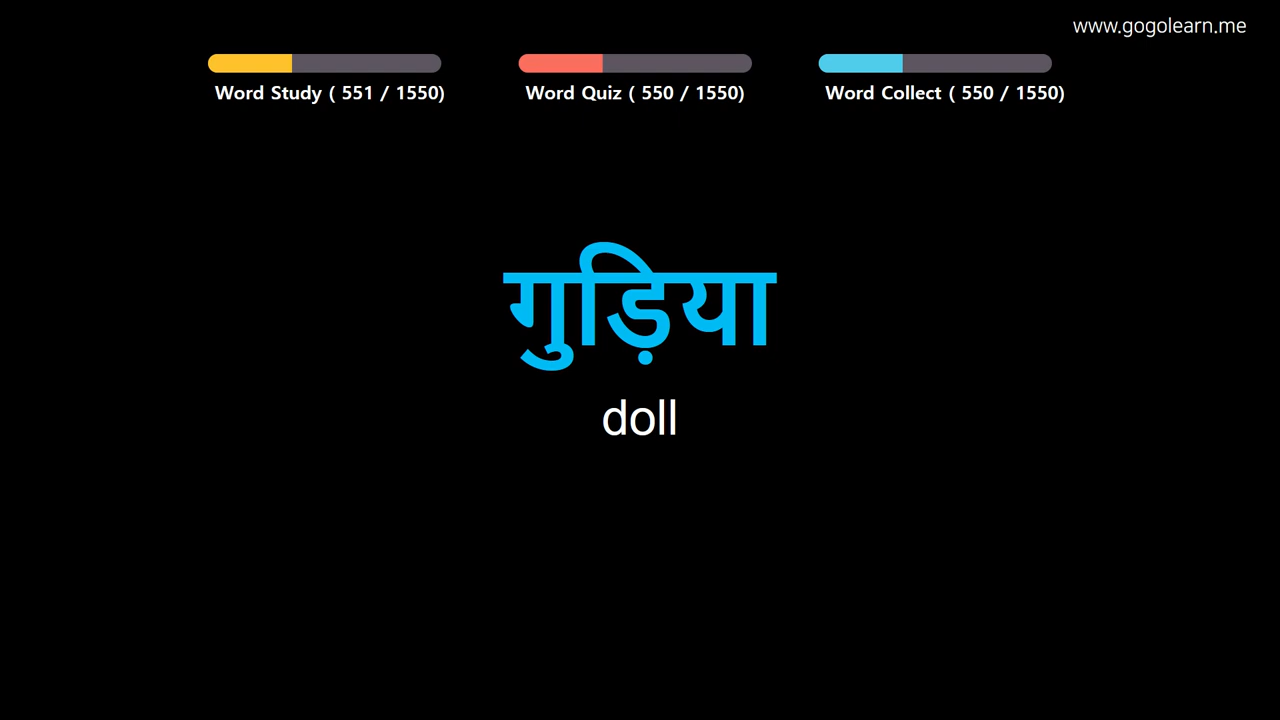 www.gogolearn.me
Word Study ( 551 / 1550)
Word Quiz ( 550 / 1550)
Word Collect ( 550 / 1550)
गुड़िया
doll